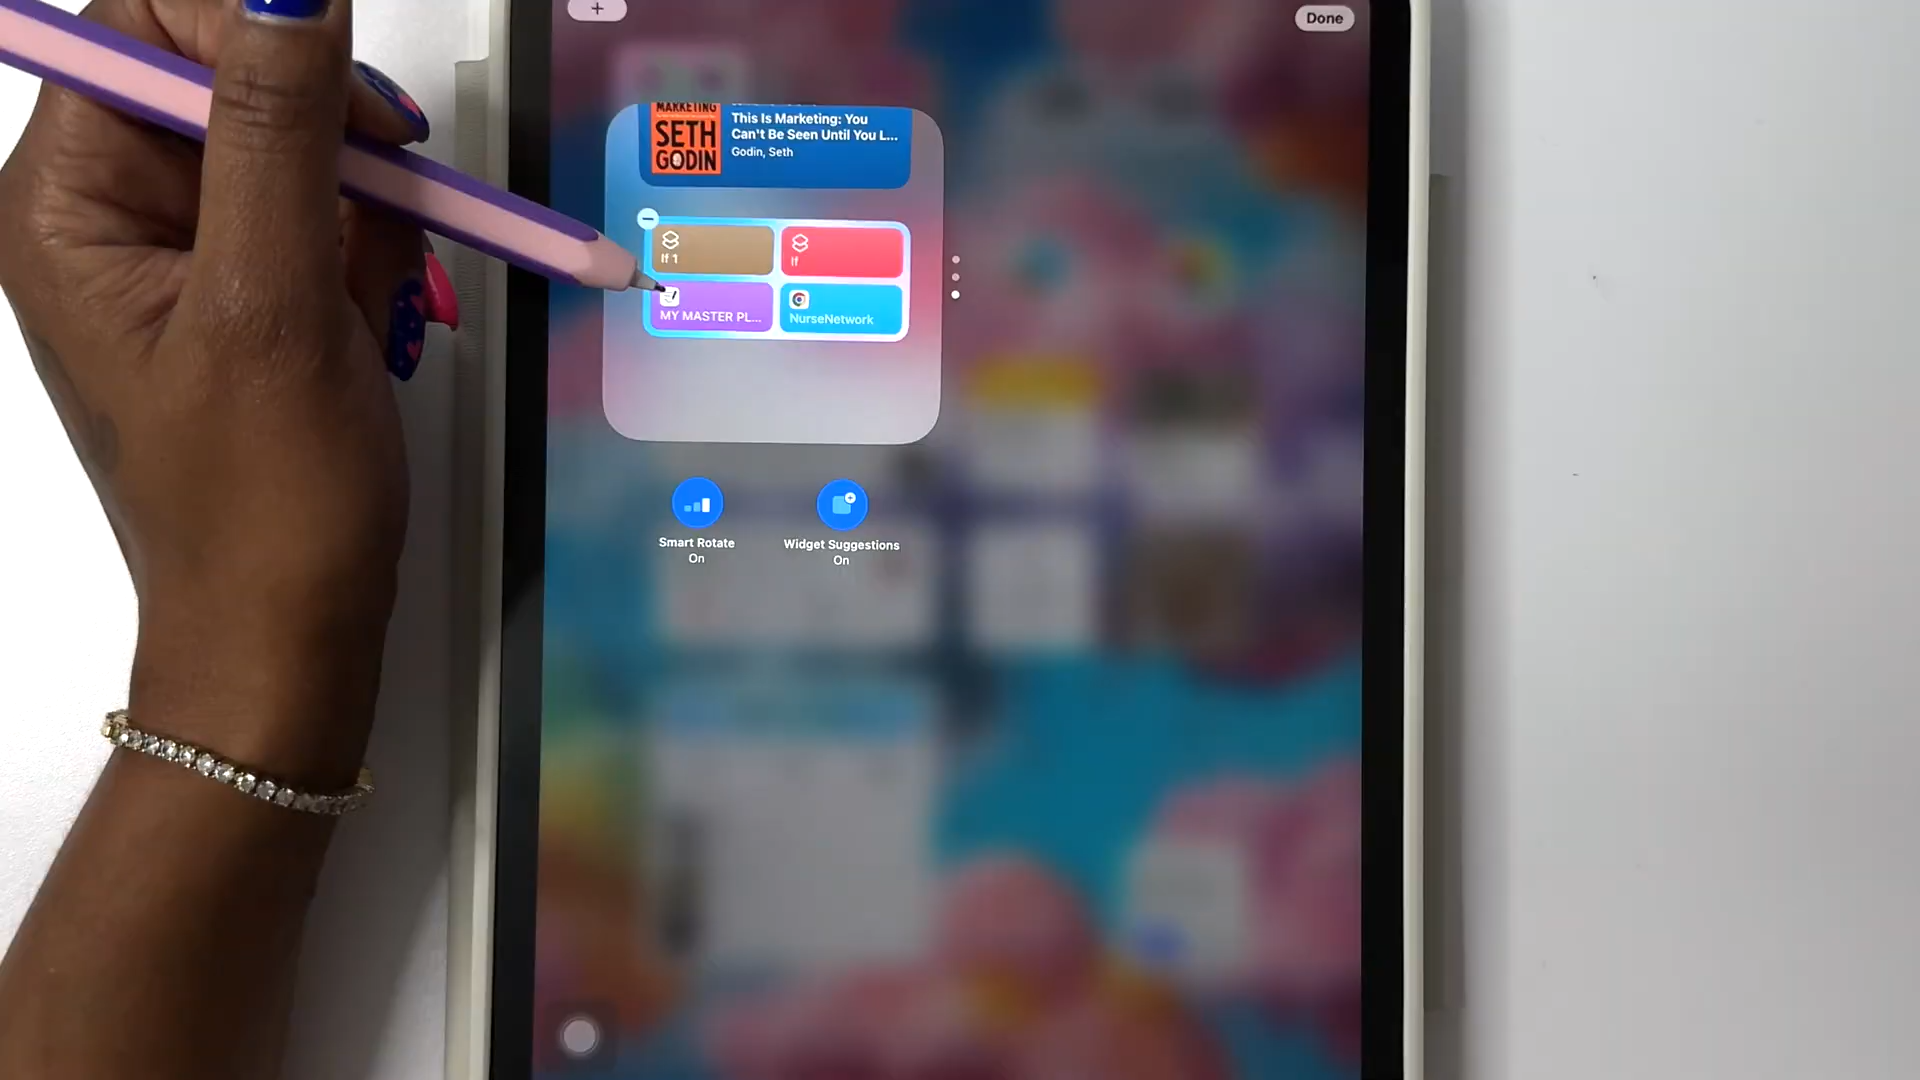 +
Done
MARKETING
SETH
GODIN
This Is Marketing: You
Can't Be Seen Until You L...
Godin, Seth
If 1
If
MY MASTER PL...
NurseNetwork
Smart Rotate
On
Widget Suggestions
On